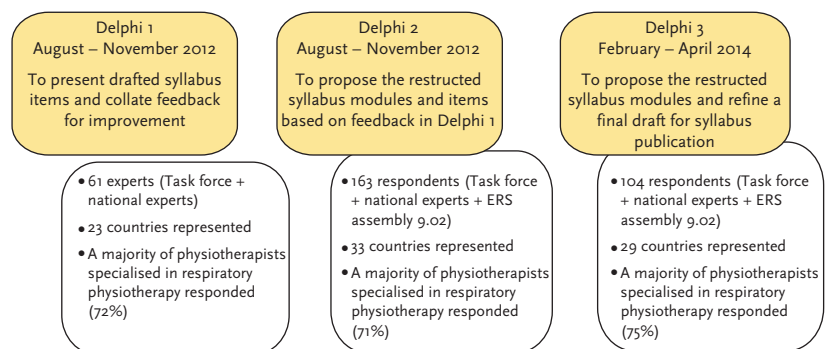 Delphi 1
August – November 2012
To present drafted syllabus
items and collate feedback
for improvement
• 61 experts (Task force +
national experts)
• 23 countries represented
• A majority of physiotherapists
specialised in respiratory
physiotherapy responded
(72%)
Delphi 2
August – November 2012
To propose the restructed
syllabus modules and items
based on feedback in Delphi 1
• 163 respondents (Task force
+ national experts + ERS
assembly 9.02)
• 33 countries represented
• A majority of physiotherapists
specialised in respiratory
physiotherapy responded
(71%)
Delphi 3
February – April 2014
To propose the restructed
syllabus modules and refine a
final draft for syllabus
publication
• 104 respondents (Task force
+ national experts + ERS
assembly 9.02)
• 29 countries represented
• A majority of physiotherapists
specialised in respiratory
physiotherapy responded
(75%)